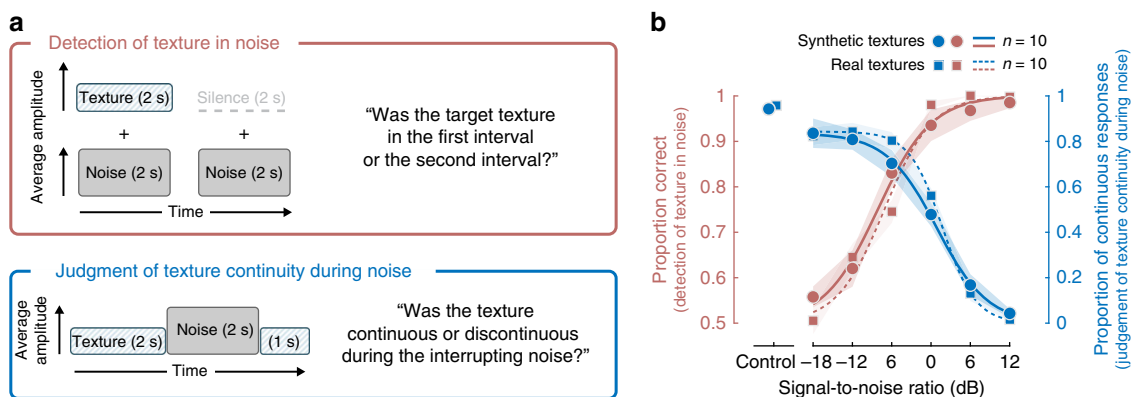 a
Detection of texture in noise
Average amplitude
Texture (2 s)
Silence (2 s)
+
+
Noise (2 s)
Noise (2 s)
Time
“Was the target texture
in the first interval
or the second interval?”
Judgment of texture continuity during noise
Average
amplitude
Texture (2 s)
Noise (2 s)
(1 s)
Time
“Was the texture
continuous or discontinuous
during the interrupting noise?”
b
Synthetic textures
n = 10
Real textures
n = 10
Proportion correct
(detection of texture in noise)
1
0.9
0.8
0.7
0.6
0.5
1
0.8
0.6
0.4
0.2
0
Proportion of continuous responses
(judgement of texture continuity during noise)
Control
–18
–12
6
0
6
12
Signal-to-noise ratio (dB)